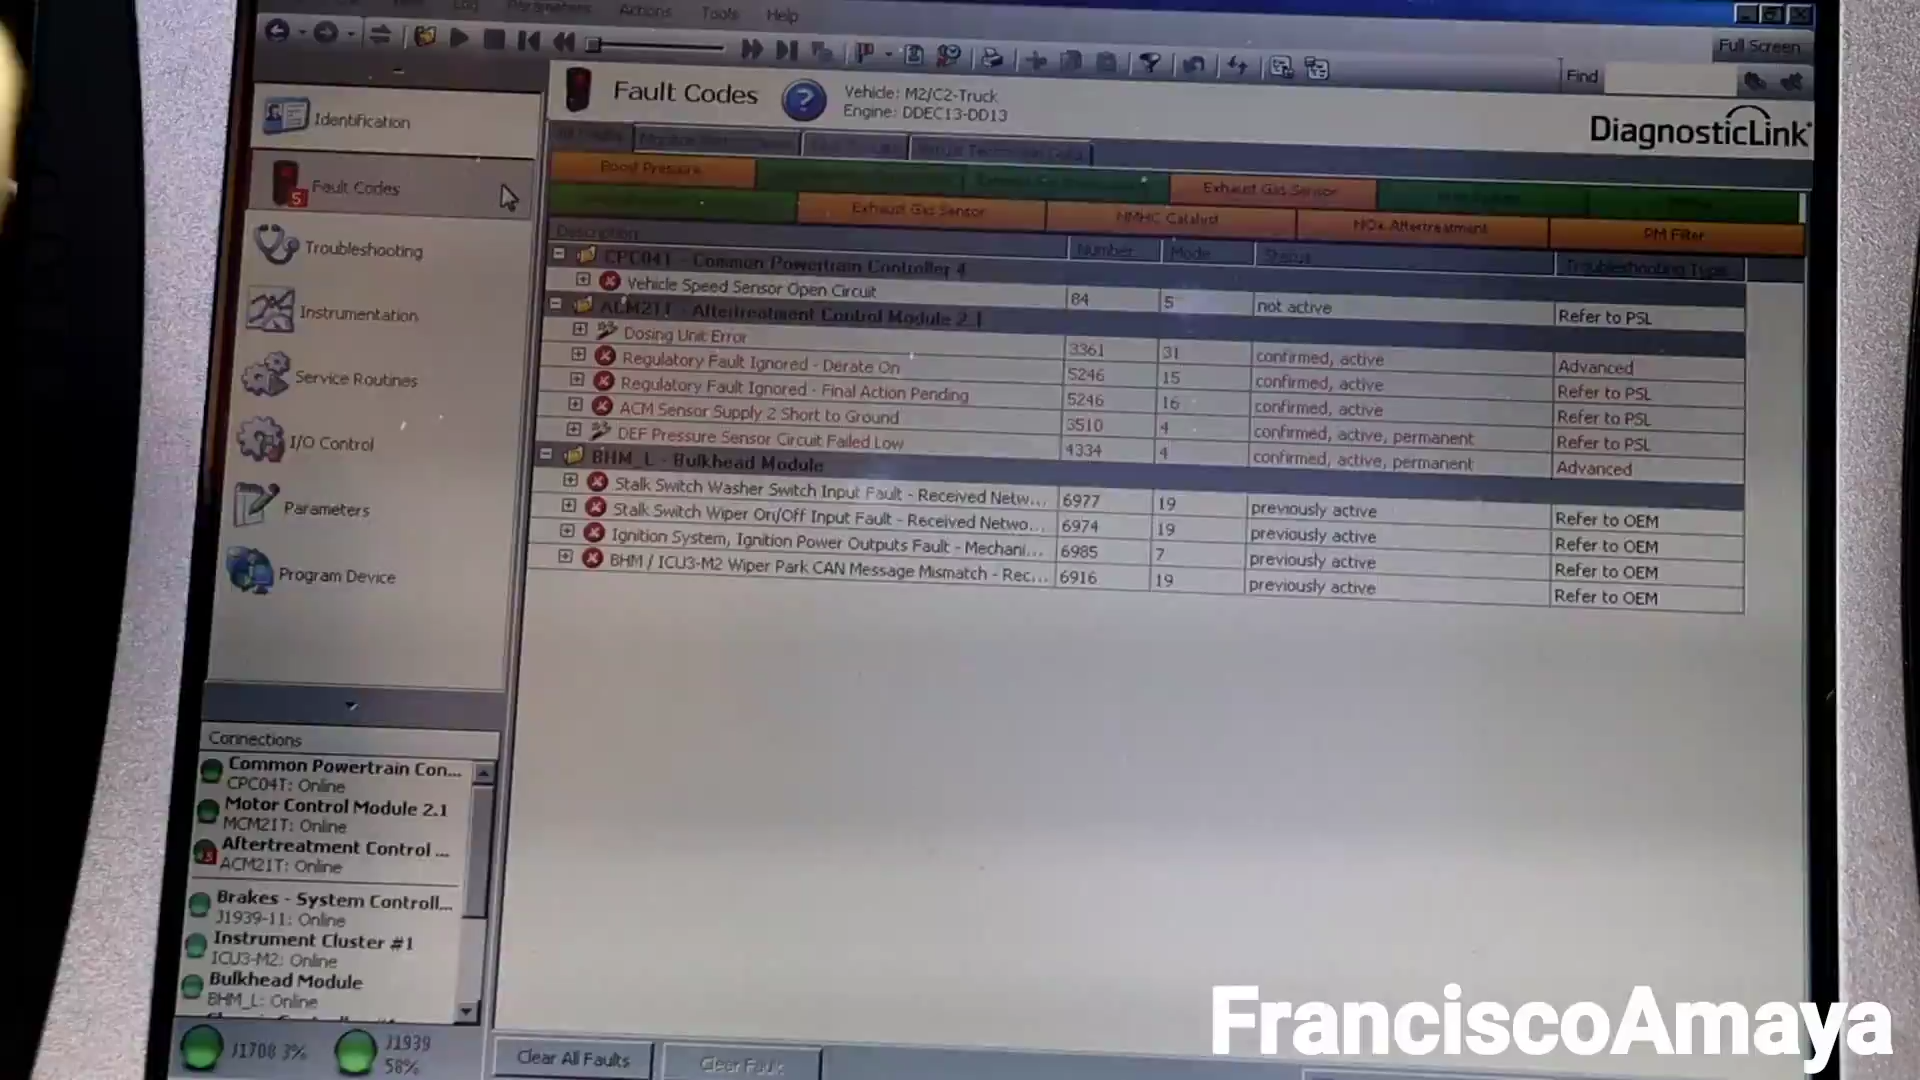 Log Parameters Actions Tools Help
Full Screen
Find
Identification
Fault Codes
5
Troubleshooting
Instrumentation
Service Routines
I/O Control
Parameters
Program Device
Fault Codes
?
Vehicle: M2/C2-Truck
Engine: DDEC13-DD13
DiagnosticLink
Boost Pressure
Exhaust Gas Sensor
Exhaust Gas Sensor
NMHC Catalyst
NOx Aftertreatment
PM Filter
Description Number Mode Status Troubleshooting Type
CPC04T - Common Powertrain Controller 4
Vehicle Speed Sensor Open Circuit 84 5 not active Refer to PSL
ACM21T - Aftertreatment Control Module 2.1
Dosing Unit Error 3361 31 confirmed, active Advanced
Regulatory Fault Ignored - Derate On 5246 15 confirmed, active Refer to PSL
Regulatory Fault Ignored - Final Action Pending 5246 16 confirmed, active Refer to PSL
ACM Sensor Supply 2 Short to Ground 3510 4 confirmed, active, permanent Refer to PSL
DEF Pressure Sensor Circuit Failed Low 4334 4 confirmed, active, permanent Advanced
BHM_L - Bulkhead Module
Stalk Switch Washer Switch Input Fault - Received Netw... 6977 19 previously active Refer to OEM
Stalk Switch Wiper On/Off Input Fault - Received Netwo... 6974 19 previously active Refer to OEM
Ignition System, Ignition Power Outputs Fault - Mechani... 6985 7 previously active Refer to OEM
BHM / ICU3-M2 Wiper Park CAN Message Mismatch - Rec... 6916 19 previously active Refer to OEM
Connections
Common Powertrain Con...
CPC04T: Online
Motor Control Module 2.1
MCM21T: Online
Aftertreatment Control ...
ACM21T: Online
Brakes - System Controll...
J1939-11: Online
Instrument Cluster #1
ICU3-M2: Online
Bulkhead Module
BHM_L: Online
J1708 3%
J1939
58%
Clear All Faults
Clear Fault
FranciscoAmaya